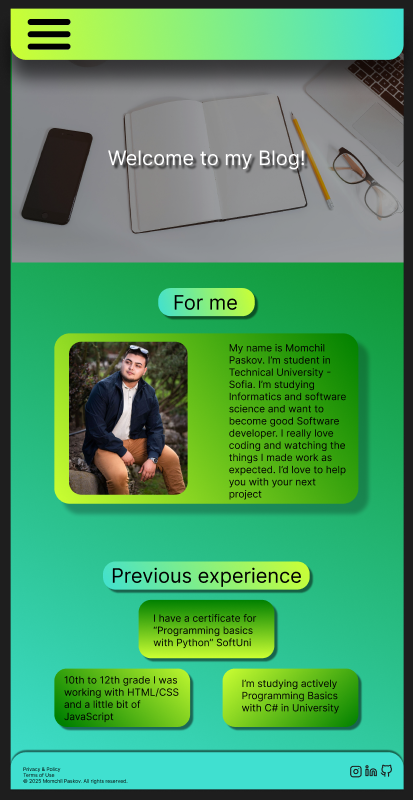 Welcome to my Blog!
For me
My name is Momchil
Paskov. I'm student in
Technical University -
Sofia. I'm studying
Informatics and software
science and want to
become good Software
developer. I really love
coding and watching the
things I made work as
expected. I'd love to help
you with your next
project
Previous experience
I have a certificate for
"Programming basics
with Python" SoftUni
10th to 12th grade I was
working with HTML/CSS
and a little bit of
JavaScript
I'm studying actively
Programming Basics
with C# in University
Privacy & Policy
Terms of Use
© 2025 Momchil Paskov. All rights reserved.